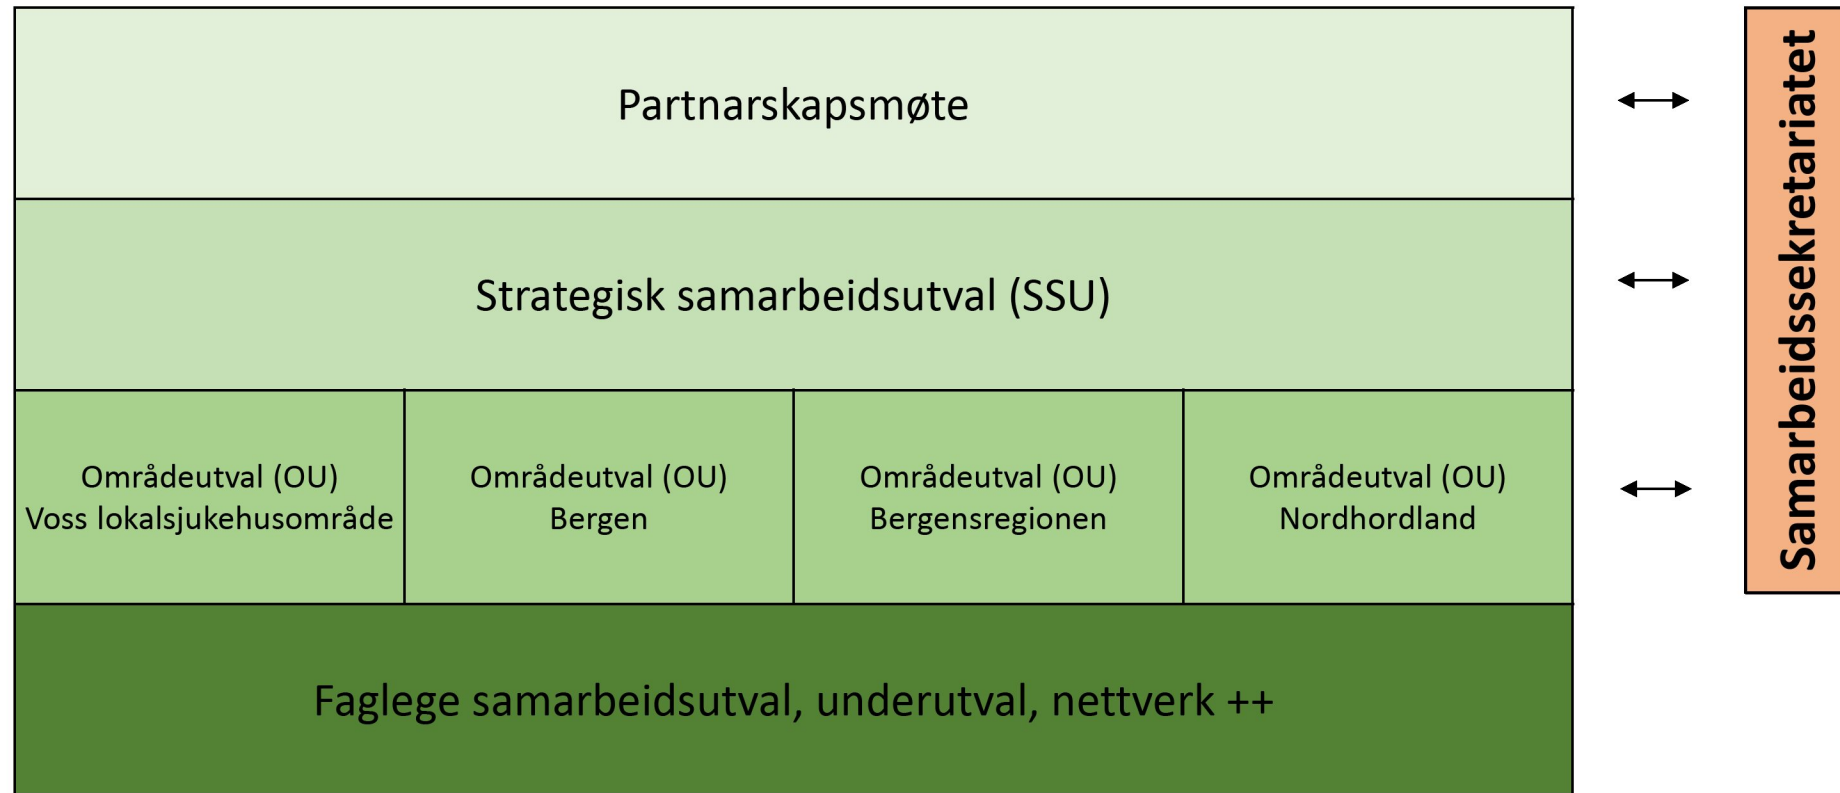 Partnarskapsmøte
Strategisk samarbeidsutval (SSU)
Områdeutval (OU)
Voss lokalsjukehusområde
Områdeutval (OU)
Bergen
Områdeutval (OU)
Bergensregionen
Områdeutval (OU)
Nordhordland
Faglege samarbeidsutval, underutval, nettverk ++
Samarbeidssekretariatet